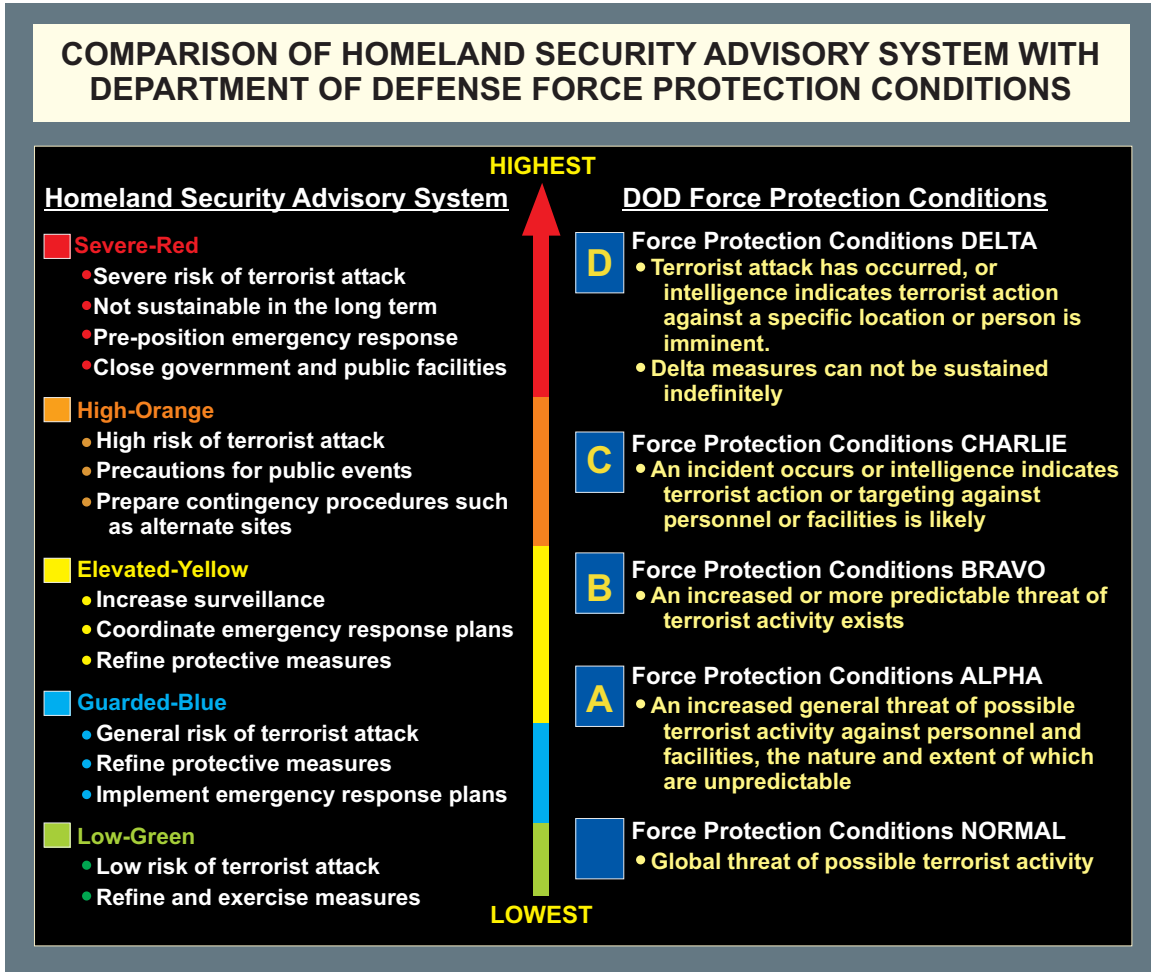 COMPARISON OF HOMELAND SECURITY ADVISORY SYSTEM WITH
DEPARTMENT OF DEFENSE FORCE PROTECTION CONDITIONS
HIGHEST
Homeland Security Advisory System
Severe-Red
•Severe risk of terrorist attack
•Not sustainable in the long term
•Pre-position emergency response
•Close government and public facilities
High-Orange
• High risk of terrorist attack
• Precautions for public events
• Prepare contingency procedures such
as alternate sites
Elevated-Yellow
• Increase surveillance
• Coordinate emergency response plans
• Refine protective measures
Guarded-Blue
• General risk of terrorist attack
• Refine protective measures
• Implement emergency response plans
Low-Green
• Low risk of terrorist attack
• Refine and exercise measures
LOWEST
DOD Force Protection Conditions
D
Force Protection Conditions DELTA
• Terrorist attack has occurred, or
intelligence indicates terrorist action
against a specific location or person is
imminent.
• Delta measures can not be sustained
indefinitely
C
Force Protection Conditions CHARLIE
• An incident occurs or intelligence indicates
terrorist action or targeting against
personnel or facilities is likely
B
Force Protection Conditions BRAVO
• An increased or more predictable threat of
terrorist activity exists
A
Force Protection Conditions ALPHA
• An increased general threat of possible
terrorist activity against personnel and
facilities, the nature and extent of which
are unpredictable
Force Protection Conditions NORMAL
• Global threat of possible terrorist activity